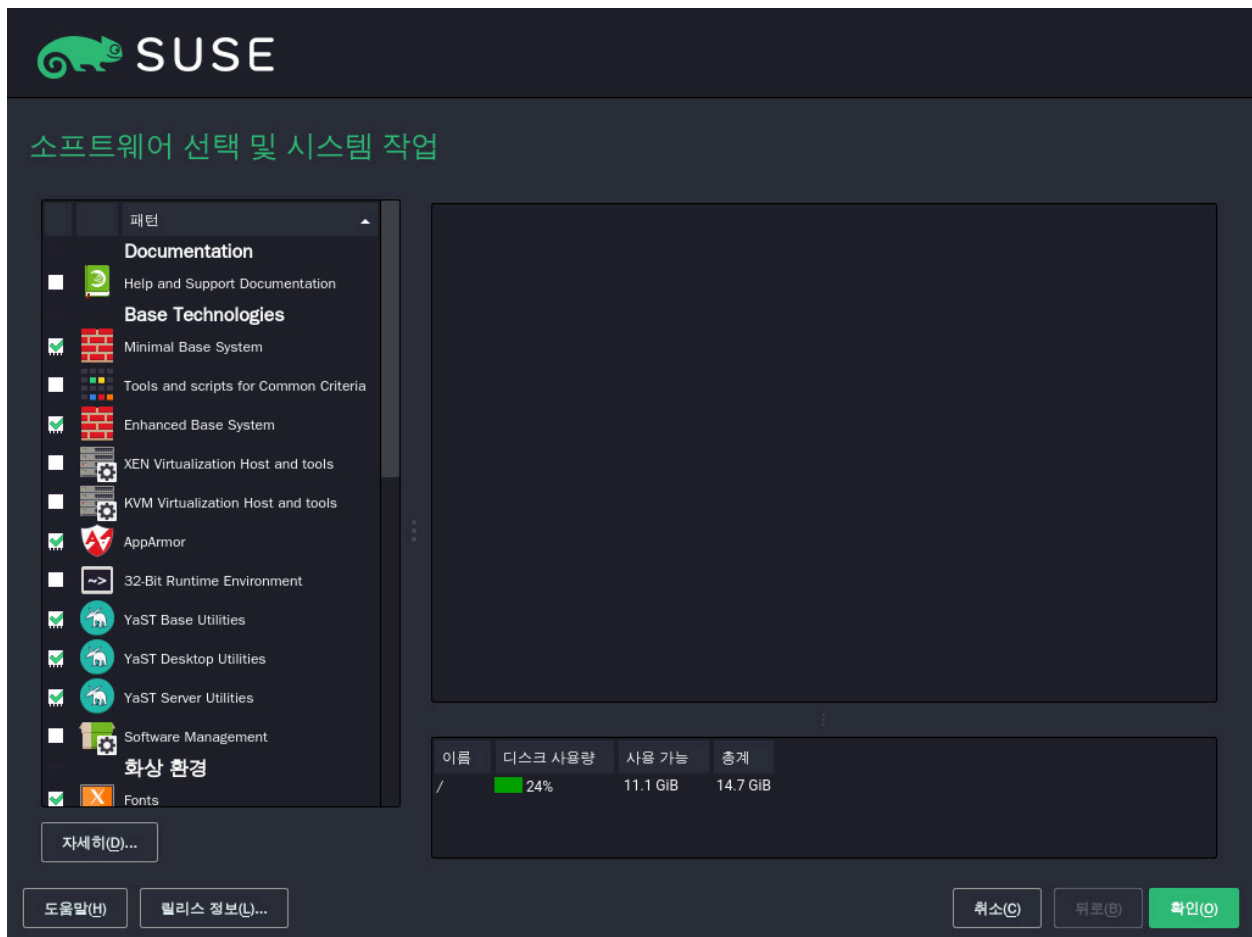 SUSE
소프트웨어 선택 및 시스템 작업
패턴
Documentation
Help and Support Documentation
Base Technologies
Minimal Base System
Tools and scripts for Common Criteria
Enhanced Base System
XEN Virtualization Host and tools
KVM Virtualization Host and tools
AppArmor
~> 32-Bit Runtime Environment
YaST Base Utilities
YaST Desktop Utilities
YaST Server Utilities
Software Management
화상 환경
X Fonts
이름 디스크 사용량 사용 가능 총계
/ 24% 11.1 GiB 14.7 GiB
자세히(D)...
도움말(H) 릴리스 정보(L)... 취소(C) 뒤로(B) 확인(O)